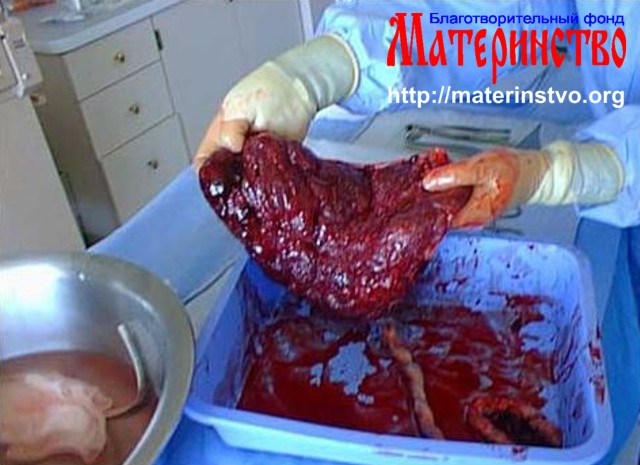 Благотворительный фонд
Материнство
http://materinstvo.org